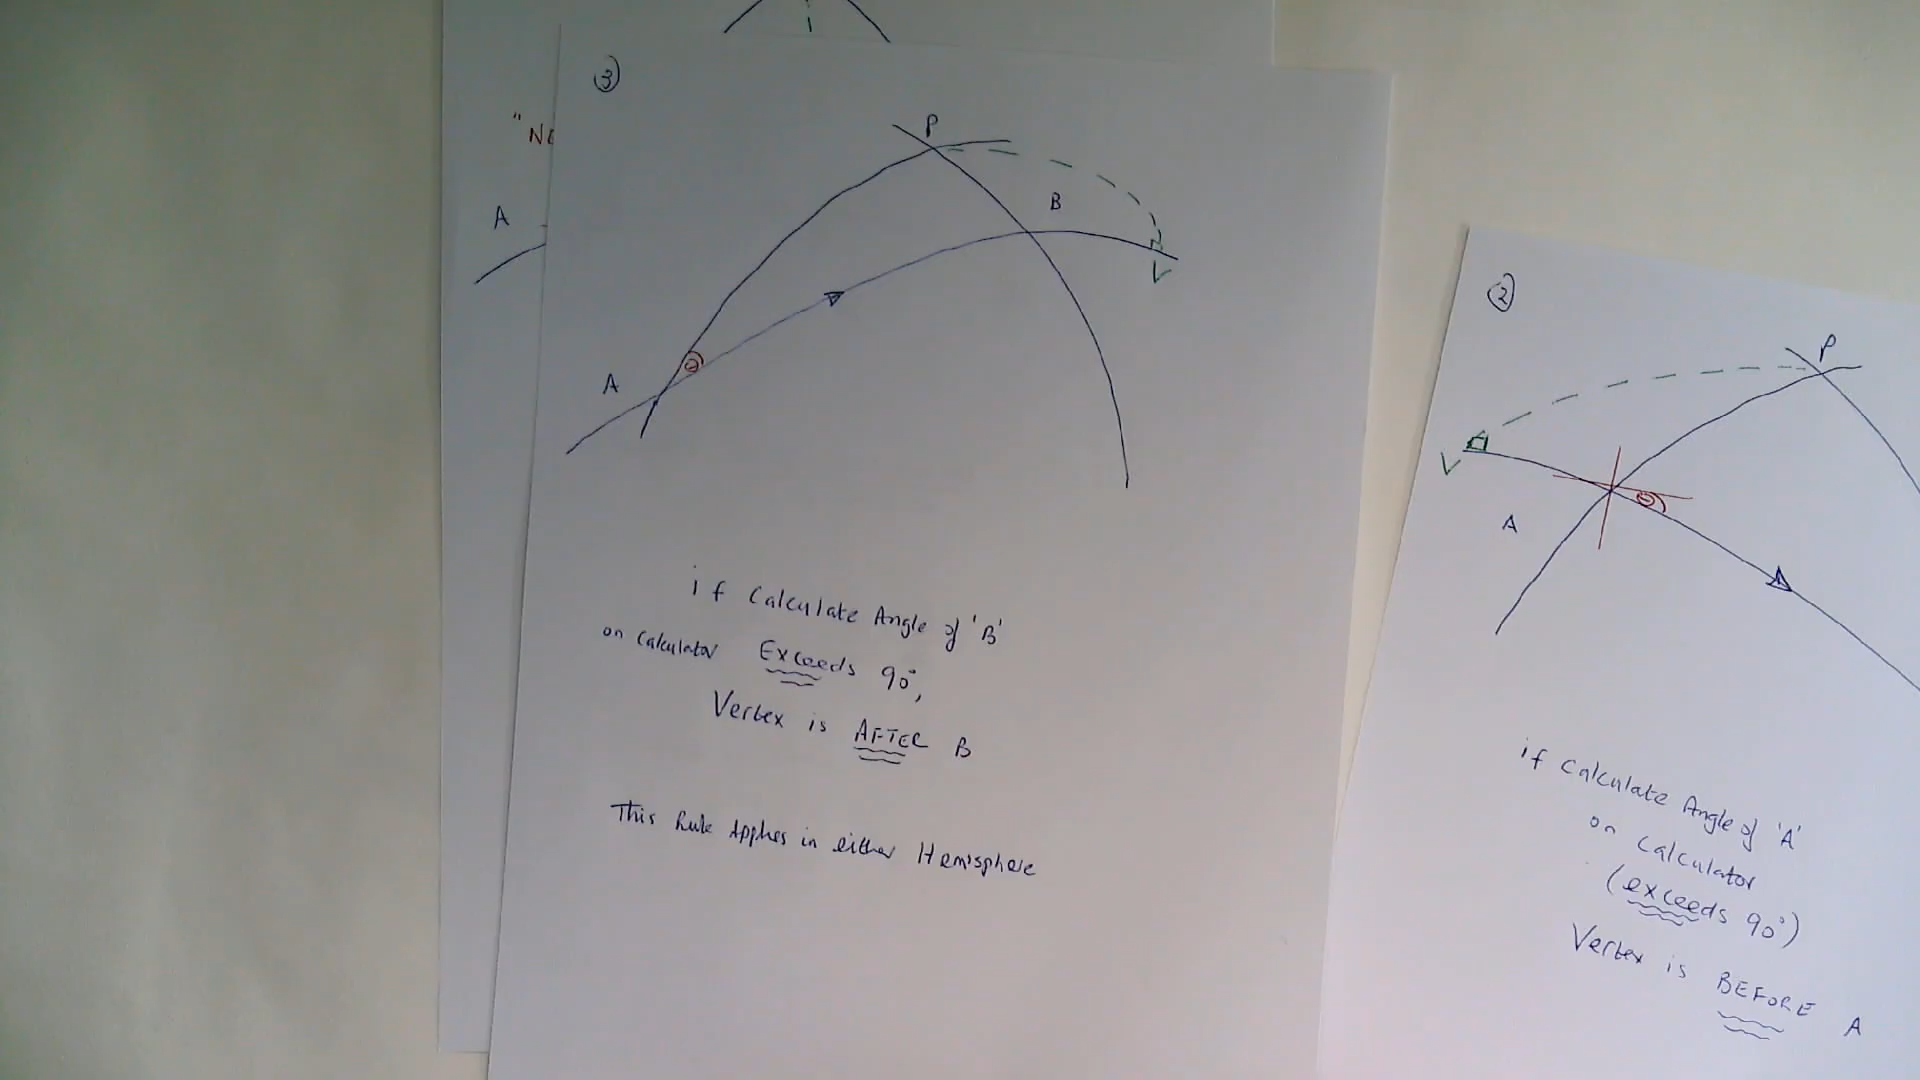 3
P
B
V
A
if Calculate Angle of 'B'
on Calculator Exceeds 90°,
Vertex is AFTER B
This Rule Applies in either Hemisphere
"NO
A
2
P
V
A
if Calculate Angle of 'A'
on Calculator
(exceeds 90°)
Vertex is BEFORE A